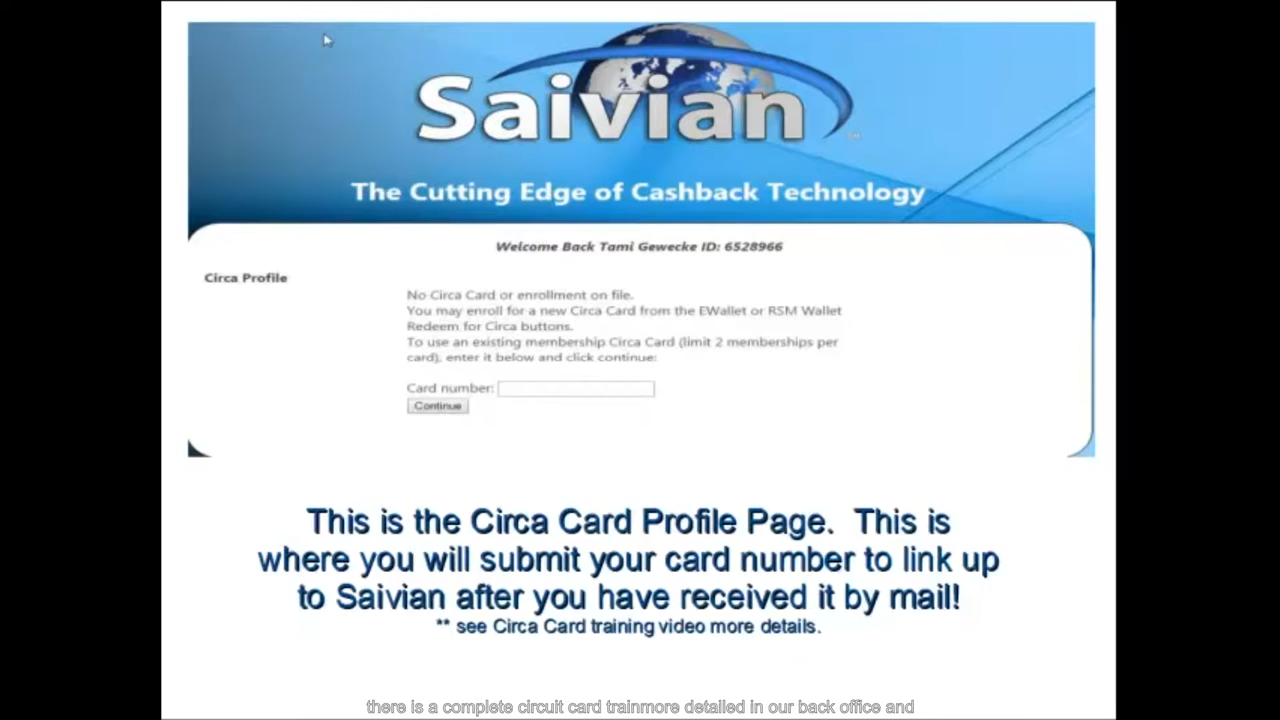 Saivian
The Cutting Edge of Cashback Technology
Welcome Back Tami Gewecke ID: 6528966
Circa Profile
No Circa Card or enrollment on file.
You may enroll for a new Circa Card from the EWallet or RSM Wallet
Redeem for Circa buttons.
To use an existing membership Circa Card (limit 2 memberships per
card), enter it below and click continue:
Card number:
Continue
This is the Circa Card Profile Page. This is
where you will submit your card number to link up
to Saivian after you have received it by mail!
** see Circa Card training video more details.
there is a complete circuit card trainmore detailed in our back office and